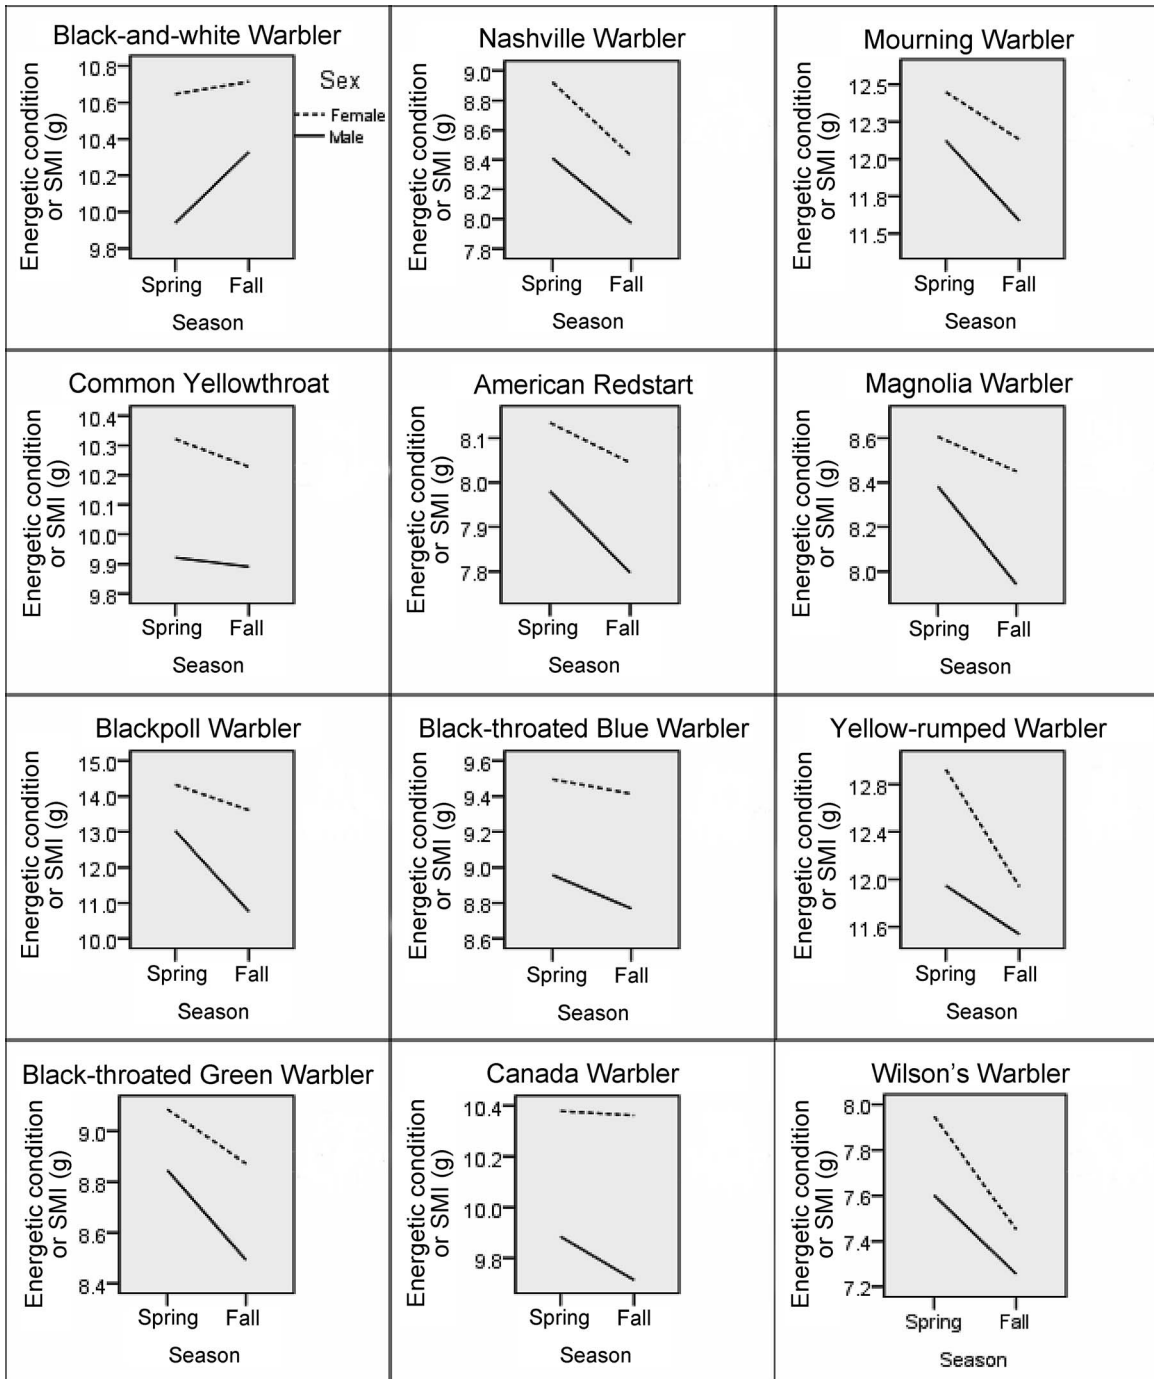 Black-and-white Warbler
Energetic condition
or SMI (g)
10.8
10.6
10.4
10.2
10.0
9.8
Sex
Female
Male
Spring Fall
Season
Nashville Warbler
Energetic condition
or SMI (g)
9.0
8.8
8.6
8.4
8.2
8.0
7.8
Spring Fall
Season
Mourning Warbler
Energetic condition
or SMI (g)
12.5
12.3
12.0
11.8
11.5
Spring Fall
Season
Common Yellowthroat
Energetic condition
or SMI (g)
10.4
10.3
10.2
10.1
10.0
9.9
9.8
Spring Fall
Season
American Redstart
Energetic condition
or SMI (g)
8.1
8.0
7.9
7.8
Spring Fall
Season
Magnolia Warbler
Energetic condition
or SMI (g)
8.6
8.4
8.2
8.0
Spring Fall
Season
Blackpoll Warbler
Energetic condition
or SMI (g)
15.0
14.0
13.0
12.0
11.0
10.0
Spring Fall
Season
Black-throated Blue Warbler
Energetic condition
or SMI (g)
9.6
9.4
9.2
9.0
8.8
8.6
Spring Fall
Season
Yellow-rumped Warbler
Energetic condition
or SMI (g)
12.8
12.4
12.0
11.6
Spring Fall
Season
Black-throated Green Warbler
Energetic condition
or SMI (g)
9.0
8.8
8.6
8.4
Spring Fall
Season
Canada Warbler
Energetic condition
or SMI (g)
10.4
10.2
10.0
9.8
Spring Fall
Season
Wilson's Warbler
Energetic condition
or SMI (g)
8.0
7.8
7.6
7.4
7.2
Spring Fall
Season